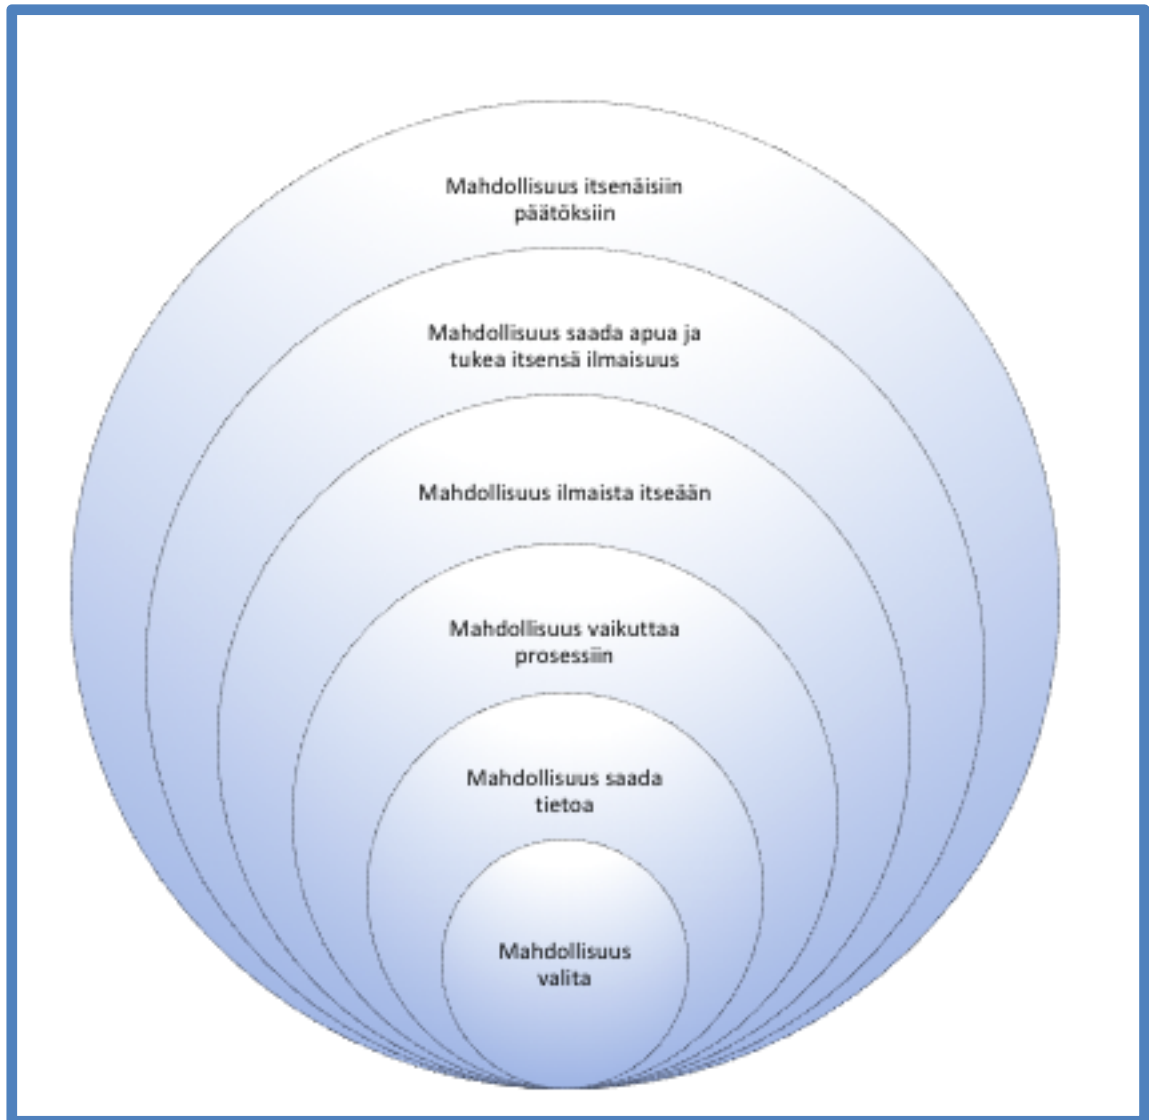 Mahdollisuus itsenäisiin
päätöksiin
Mahdollisuus saada apua ja
tukea itsensä ilmaisuus
Mahdollisuus ilmaista itseään
Mahdollisuus vaikuttaa
prosessiin
Mahdollisuus saada
tietoa
Mahdollisuus
valita